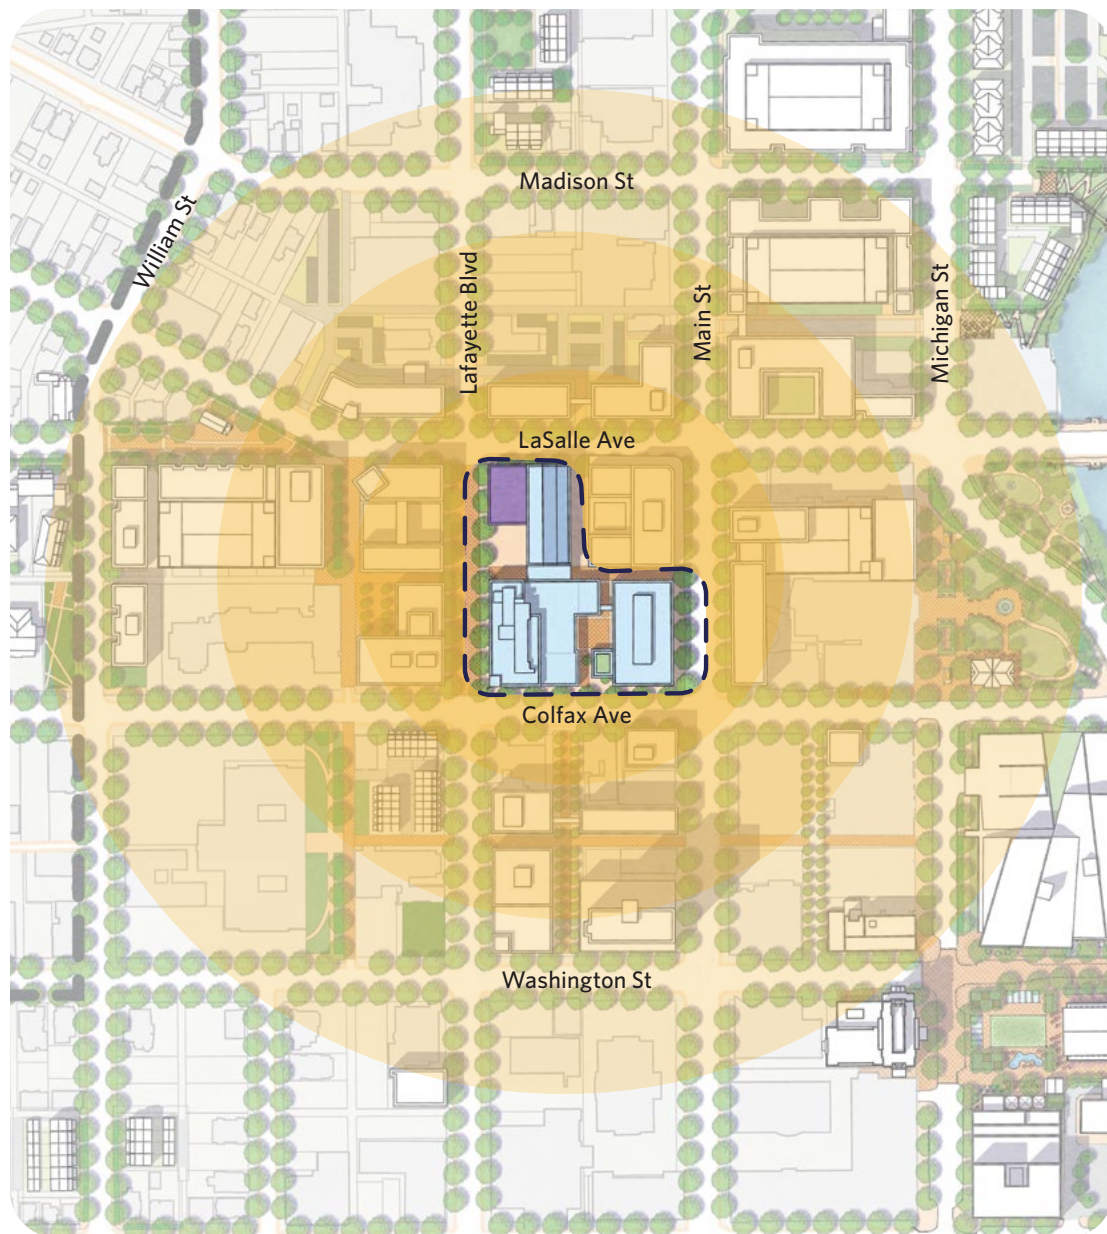 Madison St
William St
Lafayette Blvd
Main St
Michigan St
LaSalle Ave
Colfax Ave
Washington St